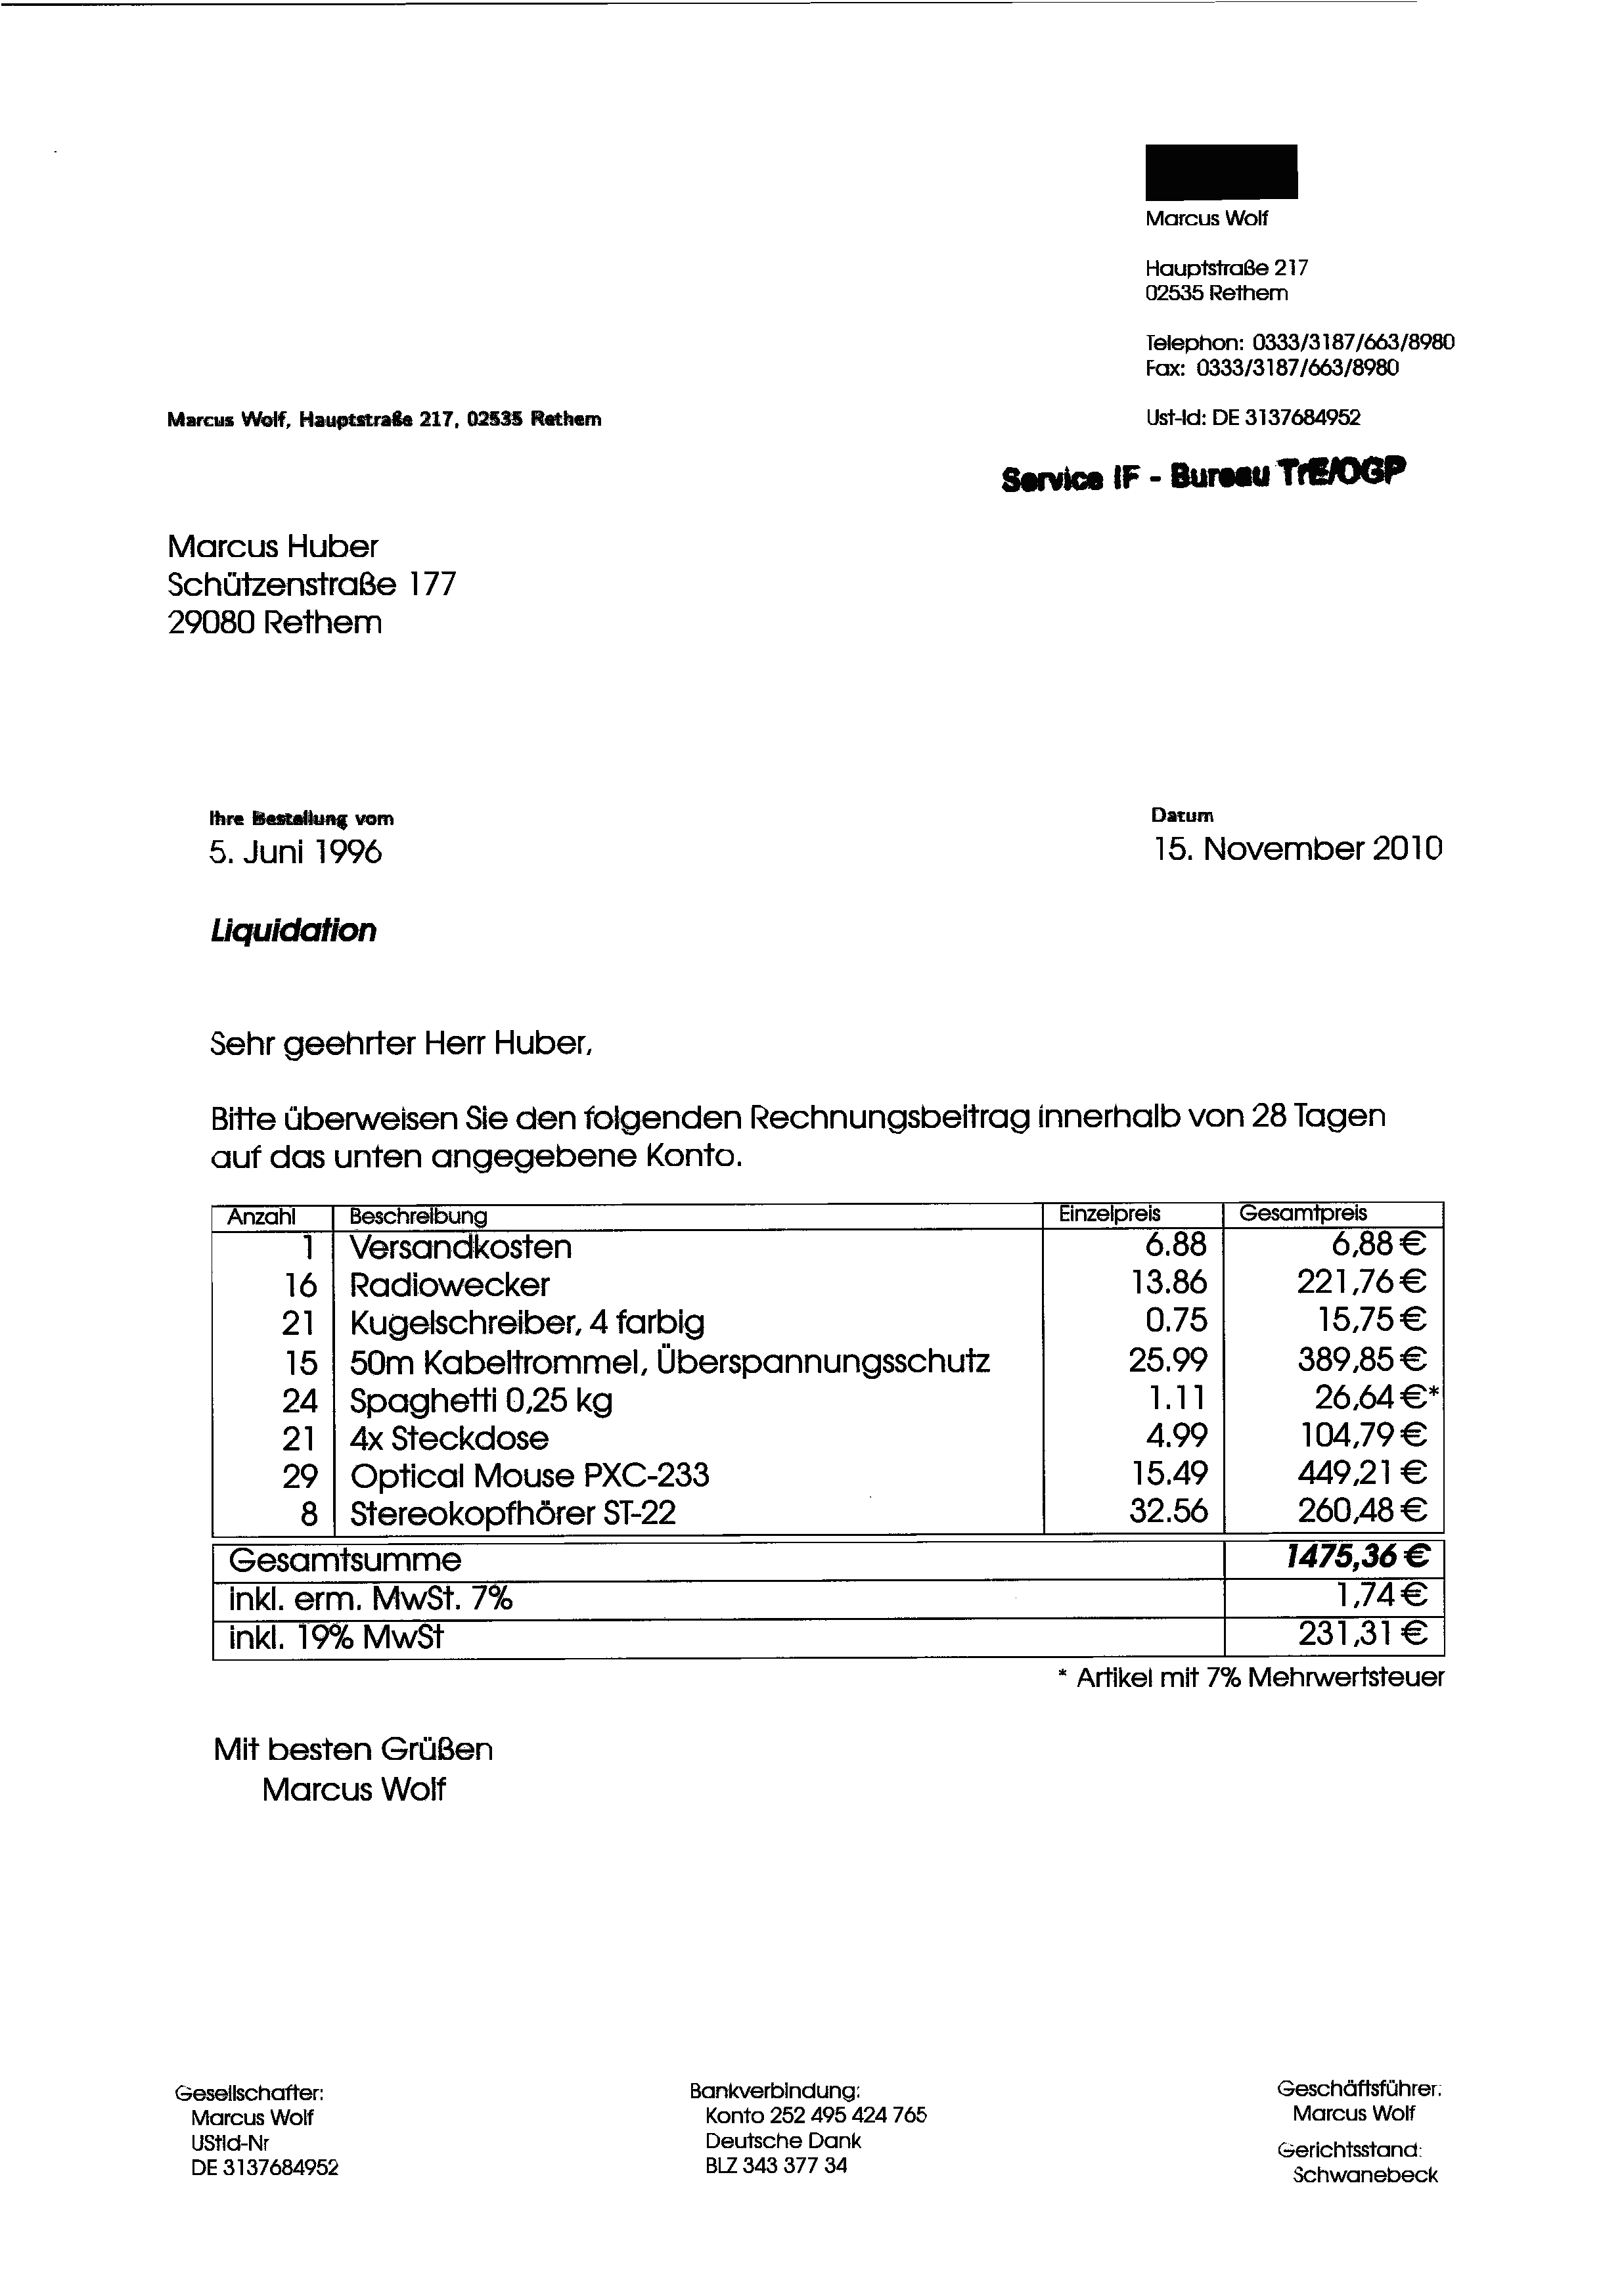 Marcus Wolf
Hauptstraße 217
02535 Rethem
Telephon: 0333/3187/663/8980
Fax: 0333/3187/663/8980
Ust-Id: DE 3137684952
Marcus Wolf, Hauptstraße 217, 02535 Rethem
Service IF - Bureau TrE/OGP
Marcus Huber
Schützenstraße 177
29080 Rethem
Ihre Bestellung vom
5. Juni 1996
Datum
15. November 2010
Liquidation
Sehr geehrter Herr Huber,
Bitte überweisen Sie den folgenden Rechnungsbeitrag innerhalb von 28 Tagen
auf das unten angegebene Konto.
Anzahl Beschreibung Einzelpreis Gesamtpreis
1 Versandkosten 6.88 6,88 €
16 Radiowecker 13.86 221,76 €
21 Kugelschreiber, 4 farbig 0.75 15,75 €
15 50m Kabeltrommel, Überspannungsschutz 25.99 389,85 €
24 Spaghetti 0,25 kg 1.11 26,64 €*
21 4x Steckdose 4.99 104,79 €
29 Optical Mouse PXC-233 15.49 449,21 €
8 Stereokopfhörer ST-22 32.56 260,48 €
Gesamtsumme 1475,36 €
inkl. erm. MwSt. 7% 1,74 €
inkl. 19% MwSt 231,31 €
* Artikel mit 7% Mehrwertsteuer
Mit besten Grüßen
Marcus Wolf
Gesellschafter:
Marcus Wolf
UStId-Nr
DE 3137684952
Bankverbindung:
Konto 252 495 424 765
Deutsche Dank
BLZ 343 377 34
Geschäftsführer:
Marcus Wolf
Gerichtsstand:
Schwanebeck